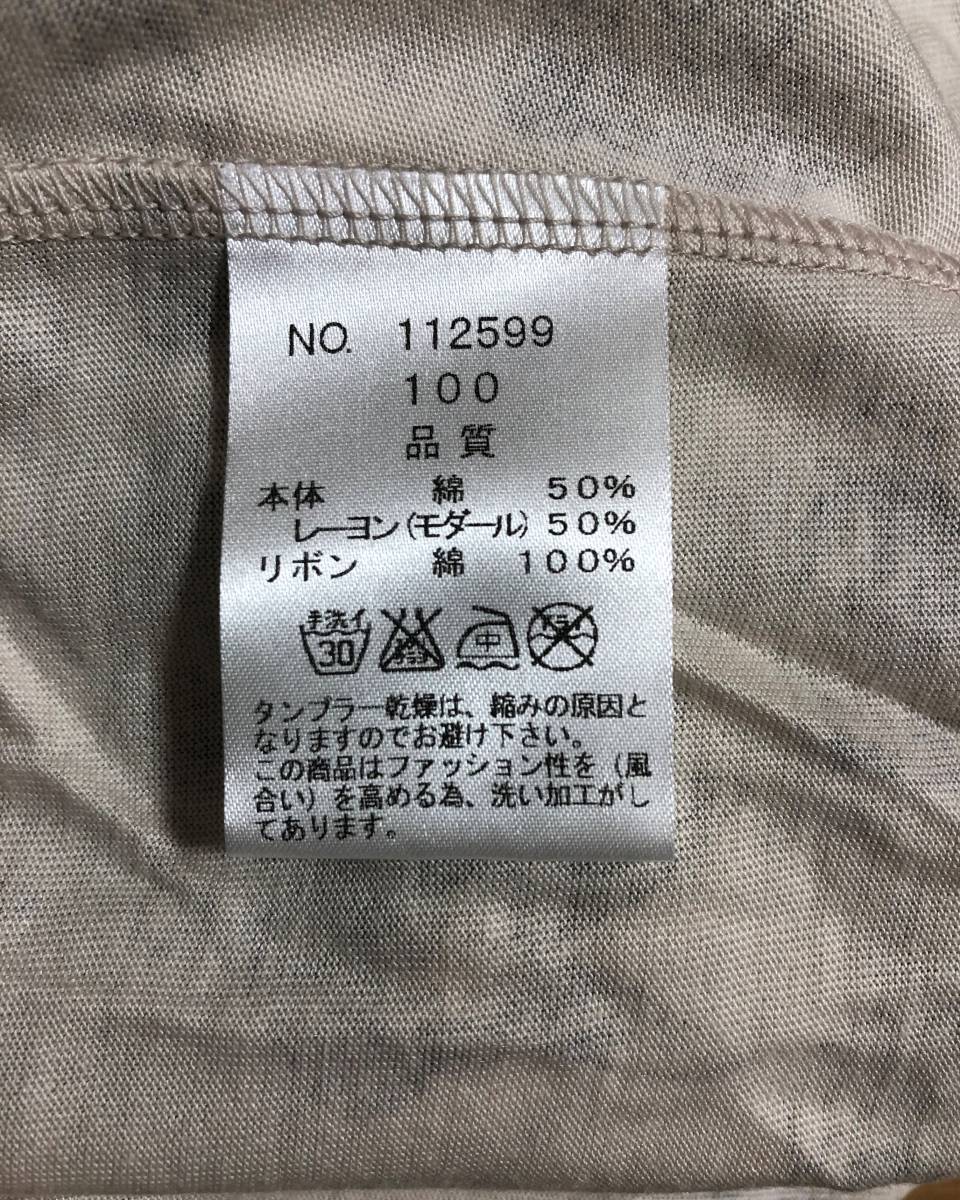 NO. 112599
100
品 質
本体 綿 50%
レーヨン(モダール) 50%
リボン 綿 100%
手洗イ
30
中
タンブラー乾燥は、縮みの原因と
なりますのでお避け下さい。
この商品はファッション性を（風
合い）を高める為、洗い加工がし
てあります。